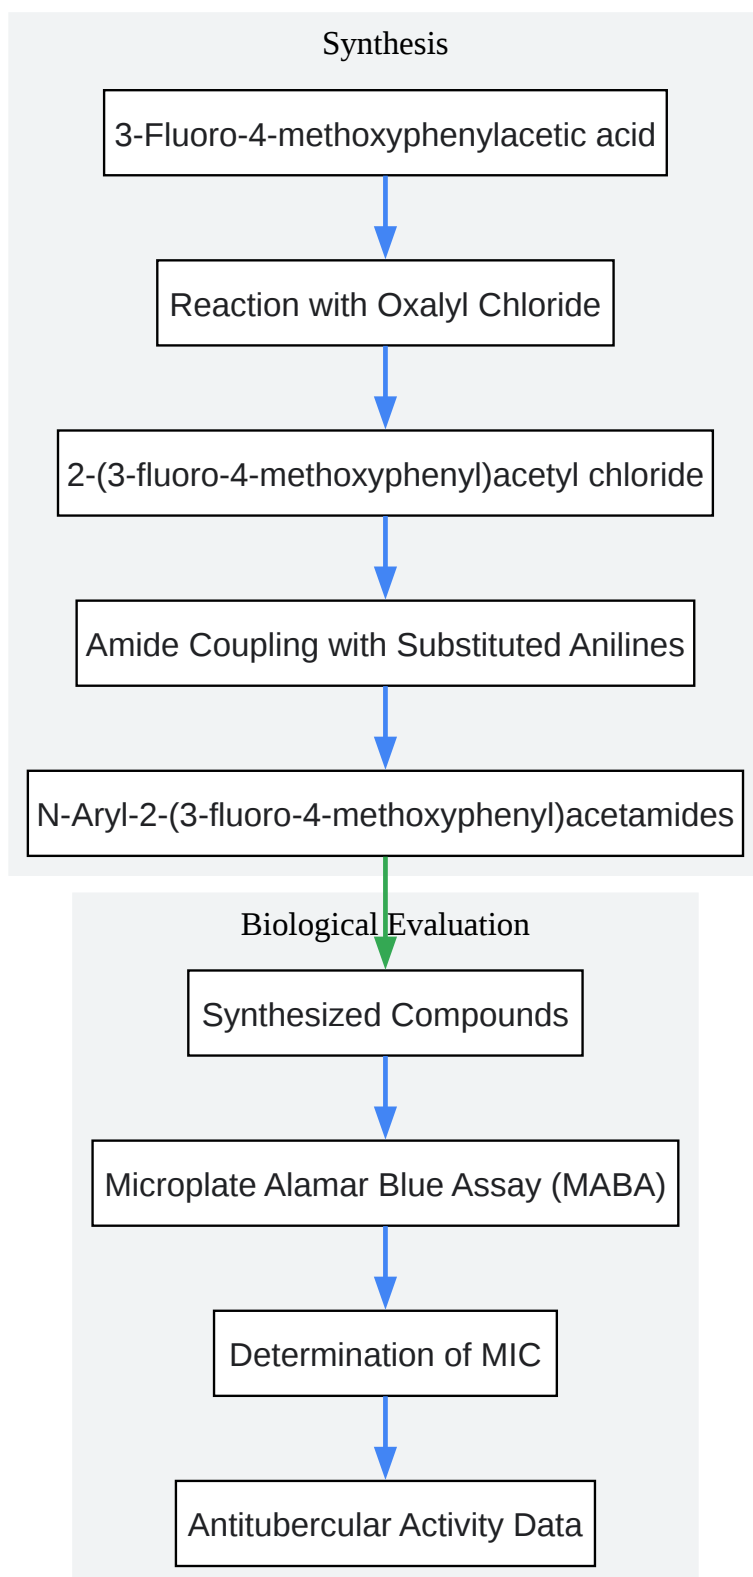 Synthesis
3-Fluoro-4-methoxyphenylacetic acid
Reaction with Oxalyl Chloride
2-(3-fluoro-4-methoxyphenyl)acetyl chloride
Amide Coupling with Substituted Anilines
N-Aryl-2-(3-fluoro-4-methoxyphenyl)acetamides
Biological Evaluation
Synthesized Compounds
Microplate Alamar Blue Assay (MABA)
Determination of MIC
Antitubercular Activity Data